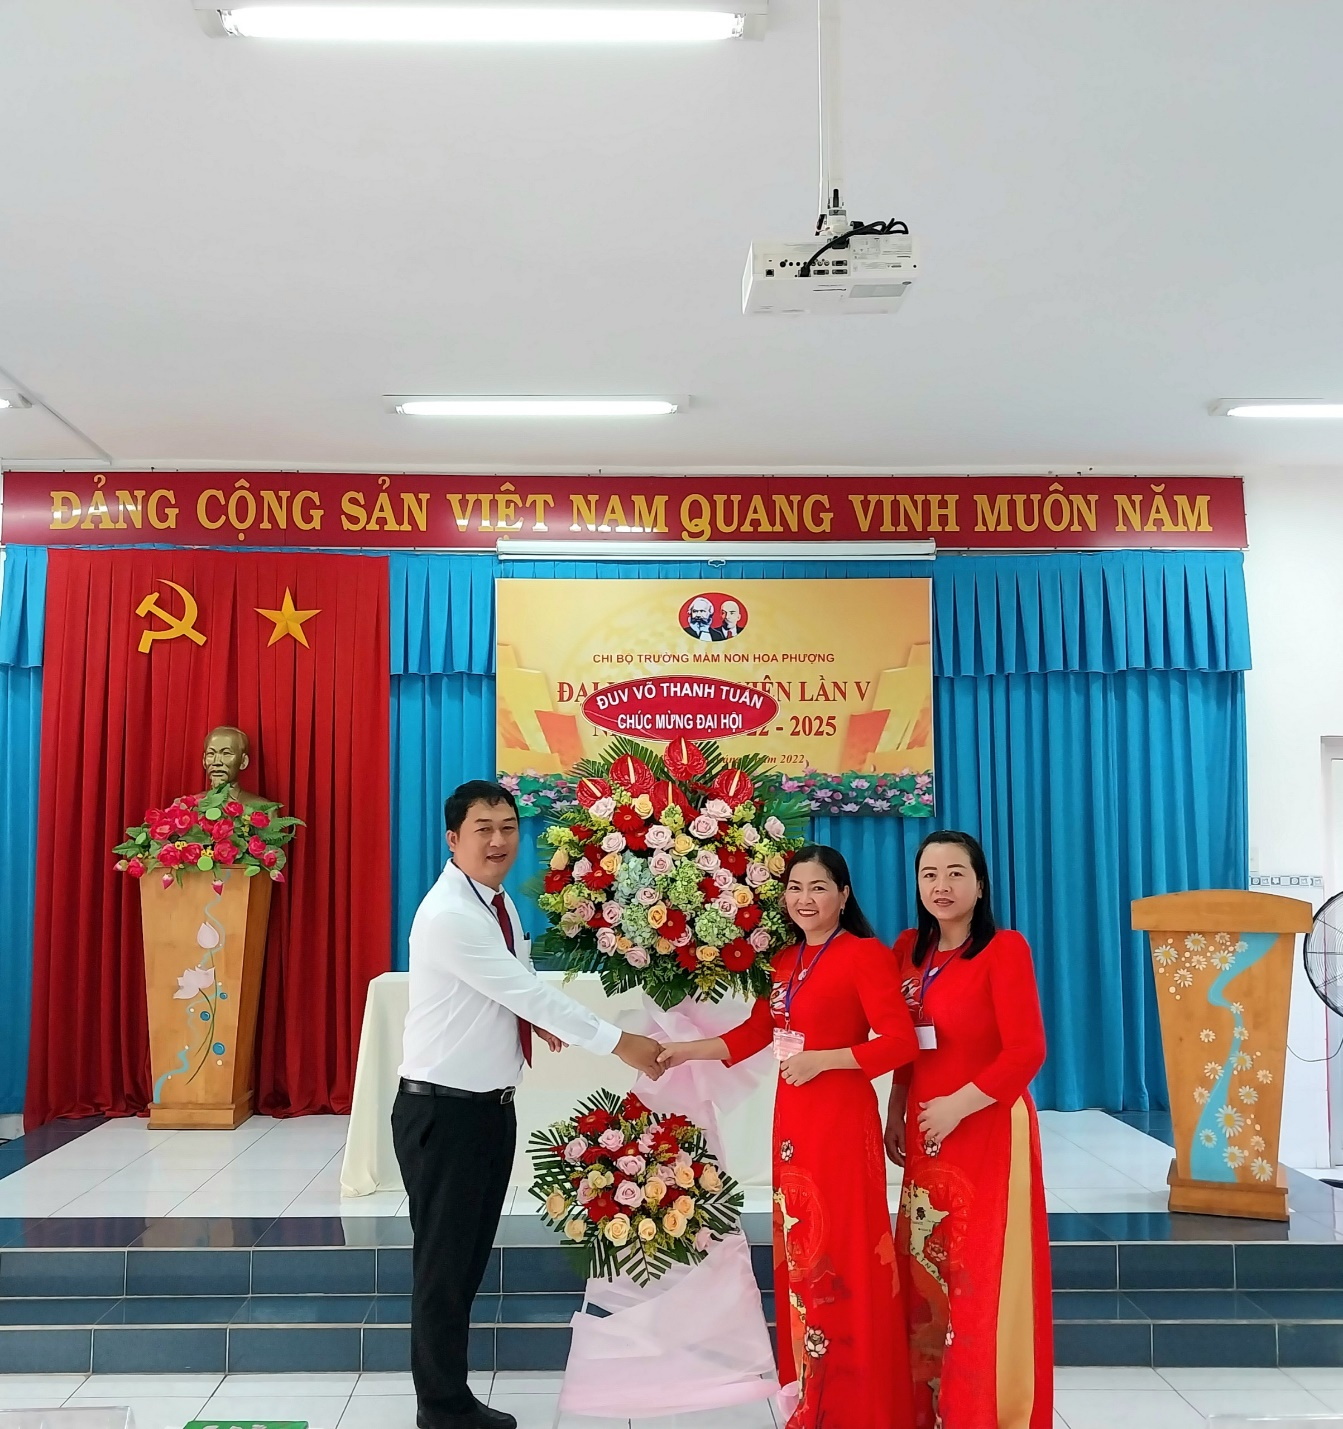 ĐẢNG CỘNG SẢN VIỆT NAM QUANG VINH MUÔN NĂM
CHI BỘ TRƯỜNG MẦM NON HOA PHƯỢNG
LẦN V
ĐUV VÕ THANH TUẤN
CHÚC MỪNG ĐẠI HỘI
- 2025
2022